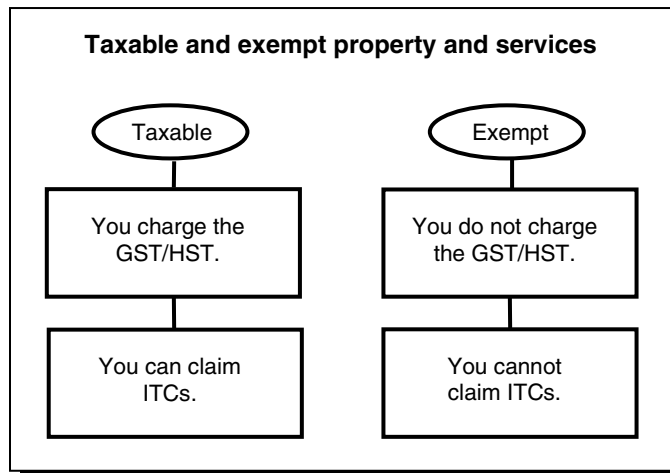 Taxable and exempt property and services
Taxable
You charge the
GST/HST.
You can claim
ITCs.
Exempt
You do not charge
the GST/HST.
You cannot
claim ITCs.